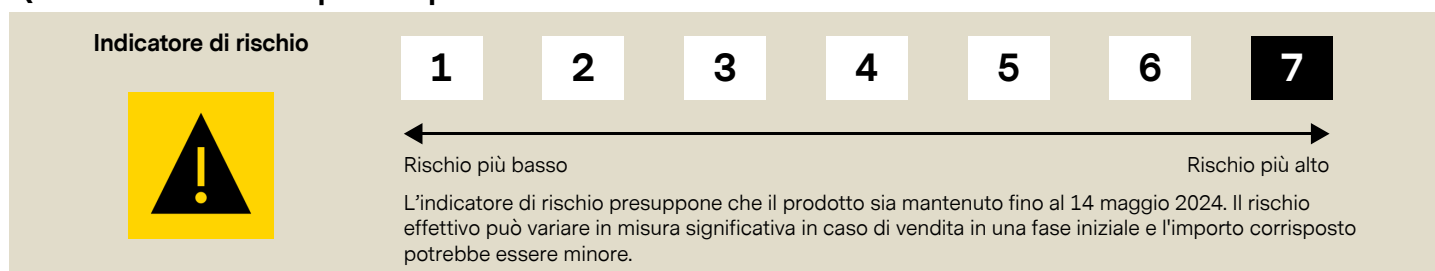 Indicatore di rischio
1 2 3 4 5 6 7
Rischio più basso Rischio più alto
L'indicatore di rischio presuppone che il prodotto sia mantenuto fino al 14 maggio 2024. Il rischio
effettivo può variare in misura significativa in caso di vendita in una fase iniziale e l'importo corrisposto
potrebbe essere minore.